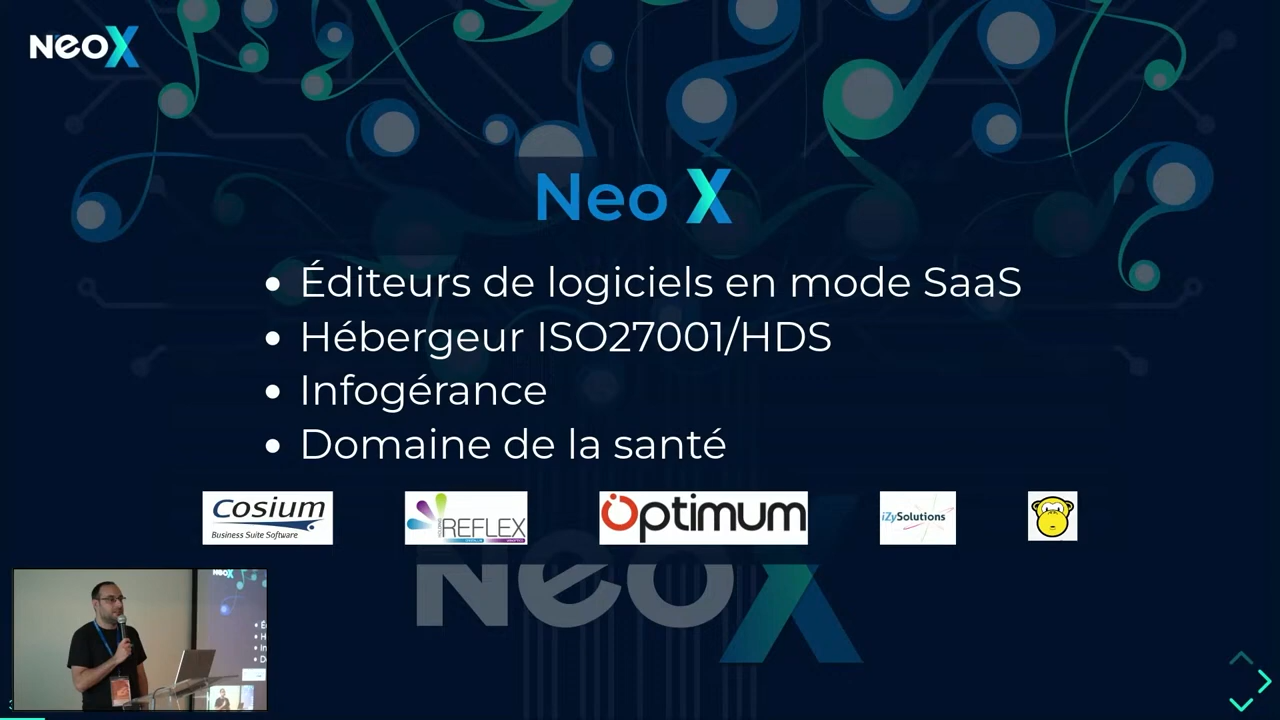 NeoX
Neo X
Éditeurs de logiciels en mode SaaS
Hébergeur ISO27001/HDS
Infogérance
Domaine de la santé
Cosium
Business Suite Software
REFLEX
Optimum
iZySolutions
NeoX
NeoX